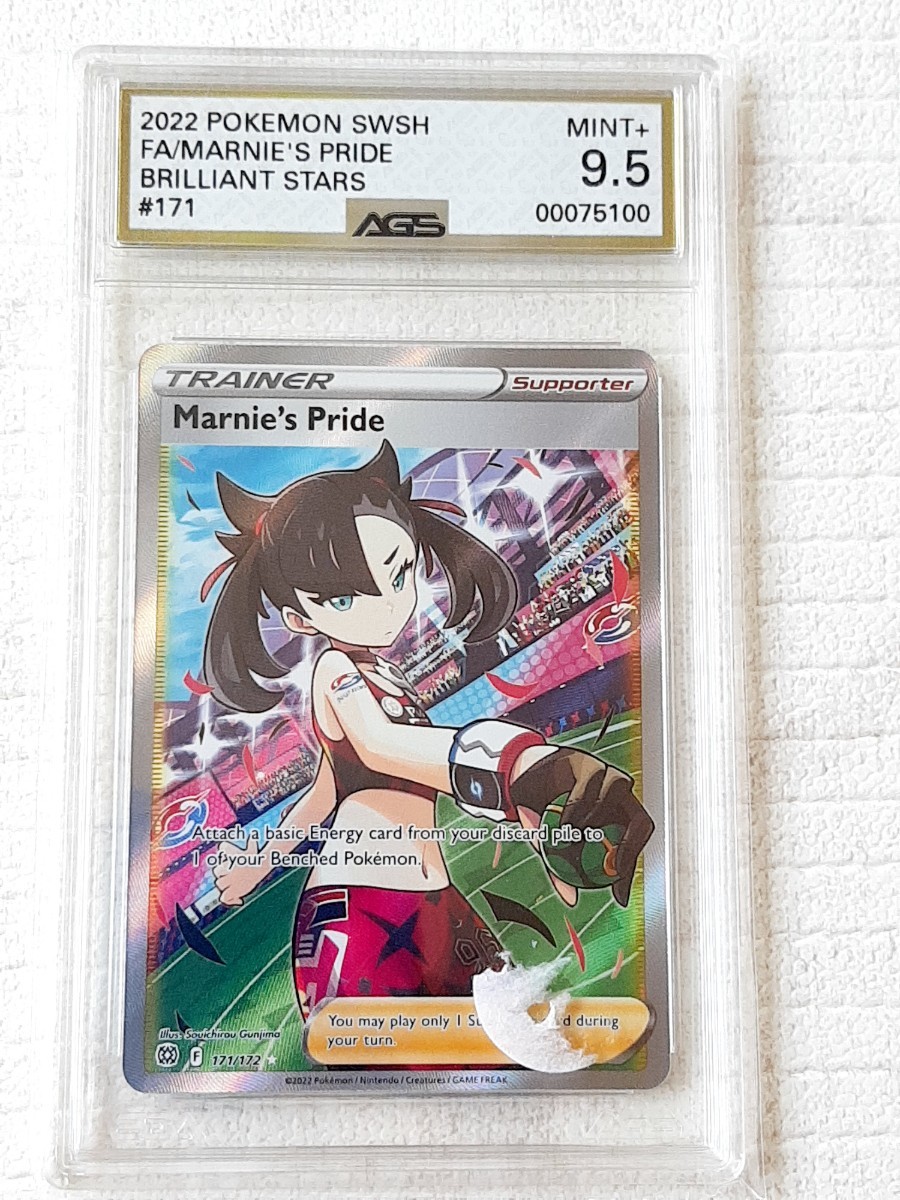 2022 POKEMON SWSH
FA/MARNIE'S PRIDE
BRILLIANT STARS
#171
MINT+
9.5
00075100
AGS
TRAINER
Supporter
Marnie's Pride
Attach a basic Energy card from your discard pile to
1 of your Benched Pokémon.
You may play only 1 during
your turn.
Illus. Souichirou Gunjima
F
171/172
©2022 Pokémon / Nintendo / Creatures / GAME FREAK